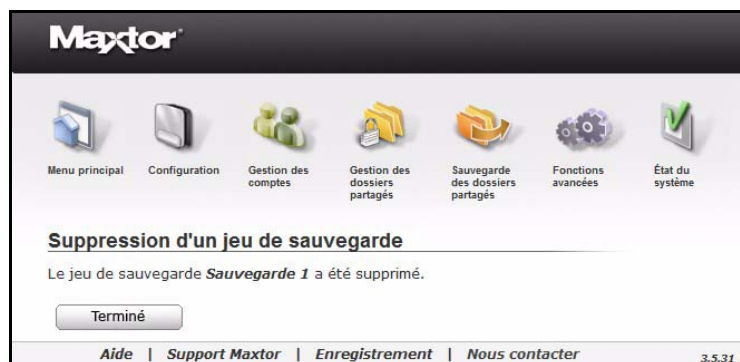 Maxtor
Menu principal
Configuration
Gestion des
comptes
Gestion des
dossiers
partagés
Sauvegarde
des dossiers
partagés
Fonctions
avancées
État du
système
Suppression d'un jeu de sauvegarde
Le jeu de sauvegarde Sauvegarde 1 a été supprimé.
Terminé
Aide | Support Maxtor | Enregistrement | Nous contacter
3.5.31